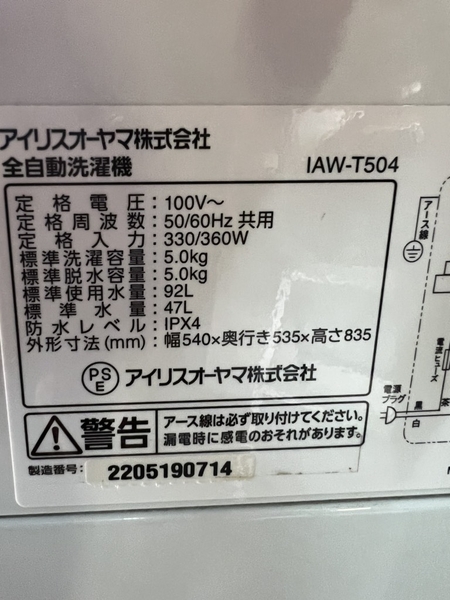 アイリスオーヤマ株式会社
全自動洗濯機 IAW-T504
定格電圧：100V～
定格周波数：50/60Hz 共用
定格入力：330/360W
標準洗濯容量：5.0kg
標準脱水容量：5.0kg
標準使用水量：92L
標準水量：47L
防水レベル：IPX4
外形寸法(mm)：幅540×奥行き535×高さ835
PSE アイリスオーヤマ株式会社
警告
アース線は必ず取り付けてください。
漏電時に感電のおそれがあります。
製造番号：2205190714
アース線
電流ヒューズ
電源
プラグ
黒
白
茶